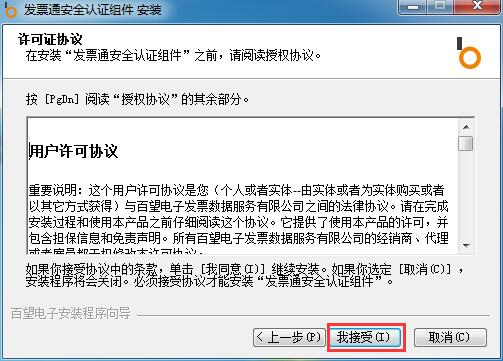 发票通安全认证组件 安装
许可证协议
在安装“发票通安全认证组件”之前,请阅读授权协议。
按 [PgDn] 阅读“授权协议”的其余部分。
用户许可协议
重要说明：这个用户许可协议是您（个人或者实体--由实体或者为实体购买或者
以其它方式获得）与百望电子发票数据服务有限公司之间的法律协议。请在完成
安装过程和使用本产品之前仔细阅读这个协议。它提供了使用本产品的许可，并
包含担保信息和免责声明。所有百望电子发票数据服务有限公司的经销商、代理
如果你接受协议中的条款，单击 [我同意(I)] 继续安装。如果你选定 [取消(C)] ，
安装程序将会关闭。必须接受协议才能安装“发票通安全认证组件”。
百望电子安装程序向导
< 上一步(P)
我接受(I)
取消(C)